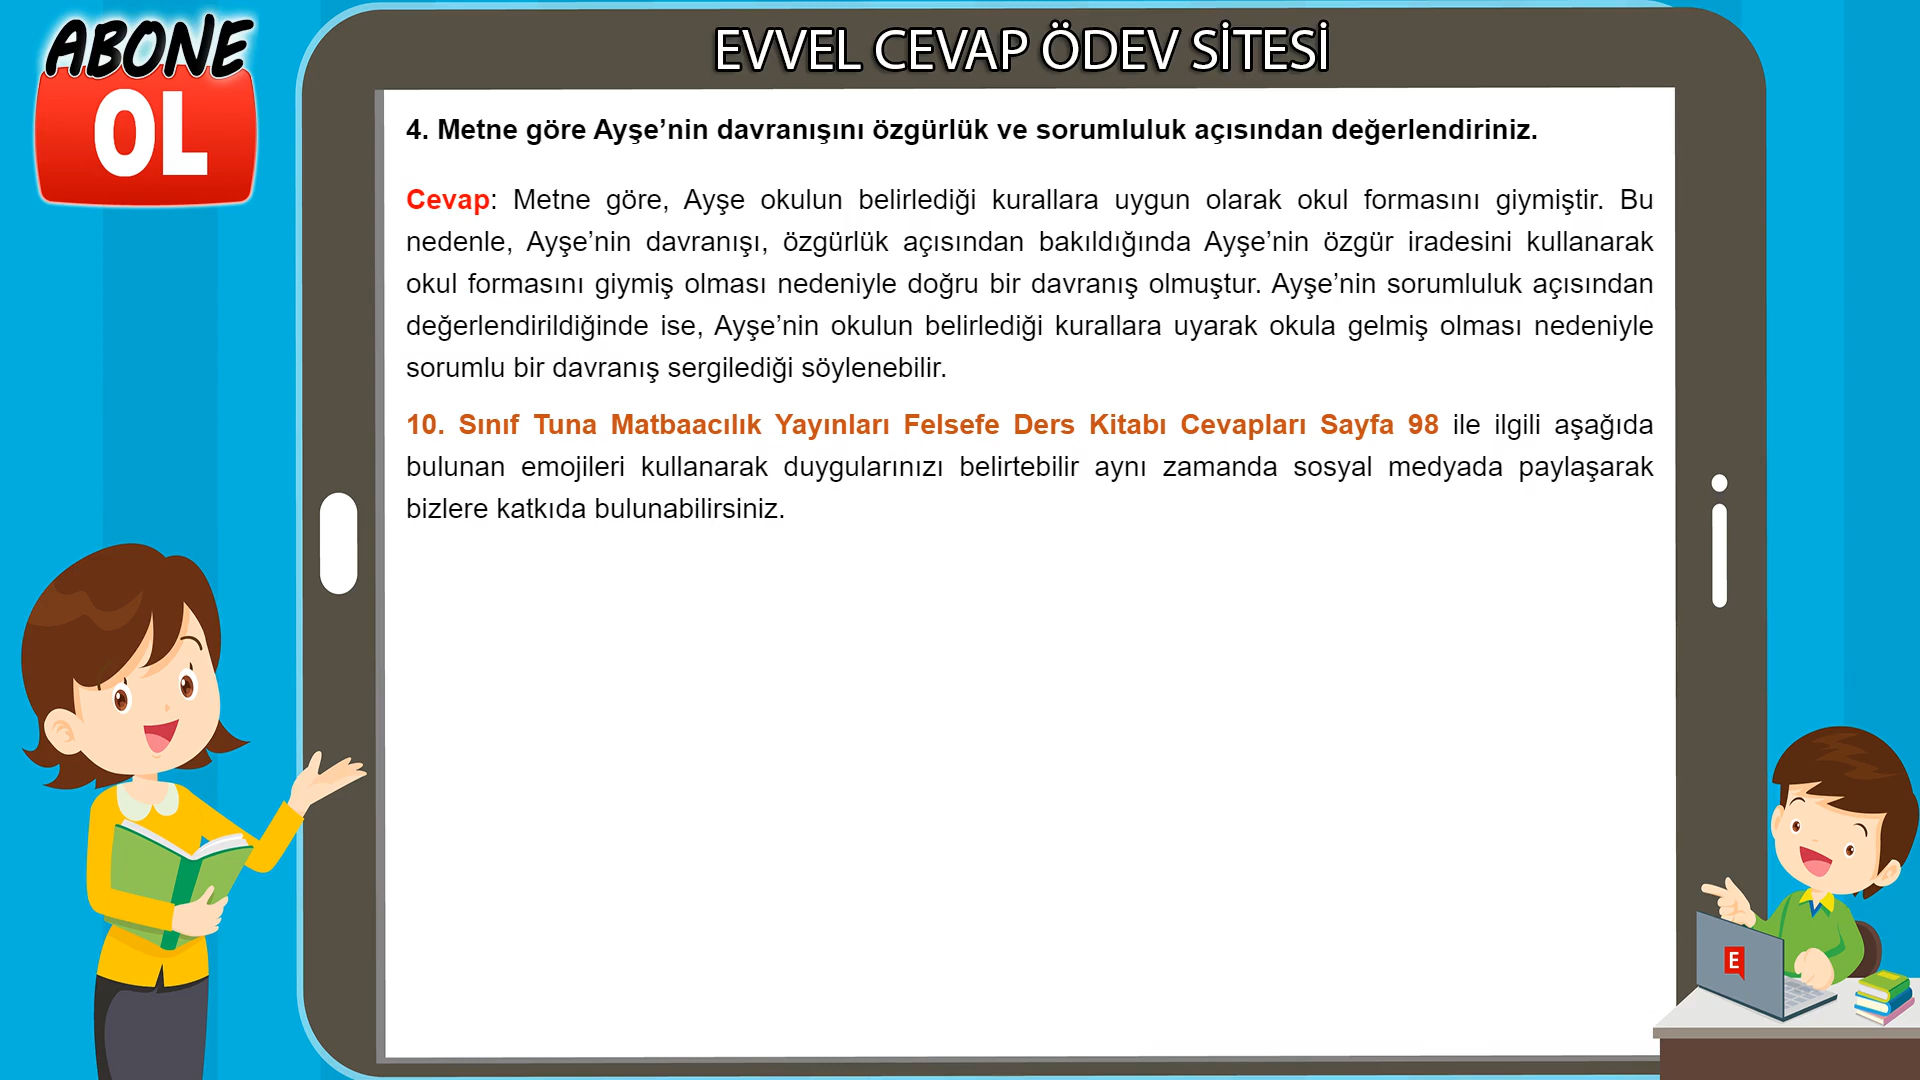 ABONE
OL
EVVEL CEVAP ÖDEV SİTESİ
4. Metne göre Ayşe’nin davranışını özgürlük ve sorumluluk açısından değerlendiriniz.
Cevap: Metne göre, Ayşe okulun belirlediği kurallara uygun olarak okul formasını giymiştir. Bu
nedenle, Ayşe’nin davranışı, özgürlük açısından bakıldığında Ayşe’nin özgür iradesini kullanarak
okul formasını giymiş olması nedeniyle doğru bir davranış olmuştur. Ayşe’nin sorumluluk açısından
değerlendirildiğinde ise, Ayşe’nin okulun belirlediği kurallara uyarak okula gelmiş olması nedeniyle
sorumlu bir davranış sergilediği söylenebilir.
10. Sınıf Tuna Matbaacılık Yayınları Felsefe Ders Kitabı Cevapları Sayfa 98 ile ilgili aşağıda
bulunan emojileri kullanarak duygularınızı belirtebilir aynı zamanda sosyal medyada paylaşarak
bizlere katkıda bulunabilirsiniz.
E